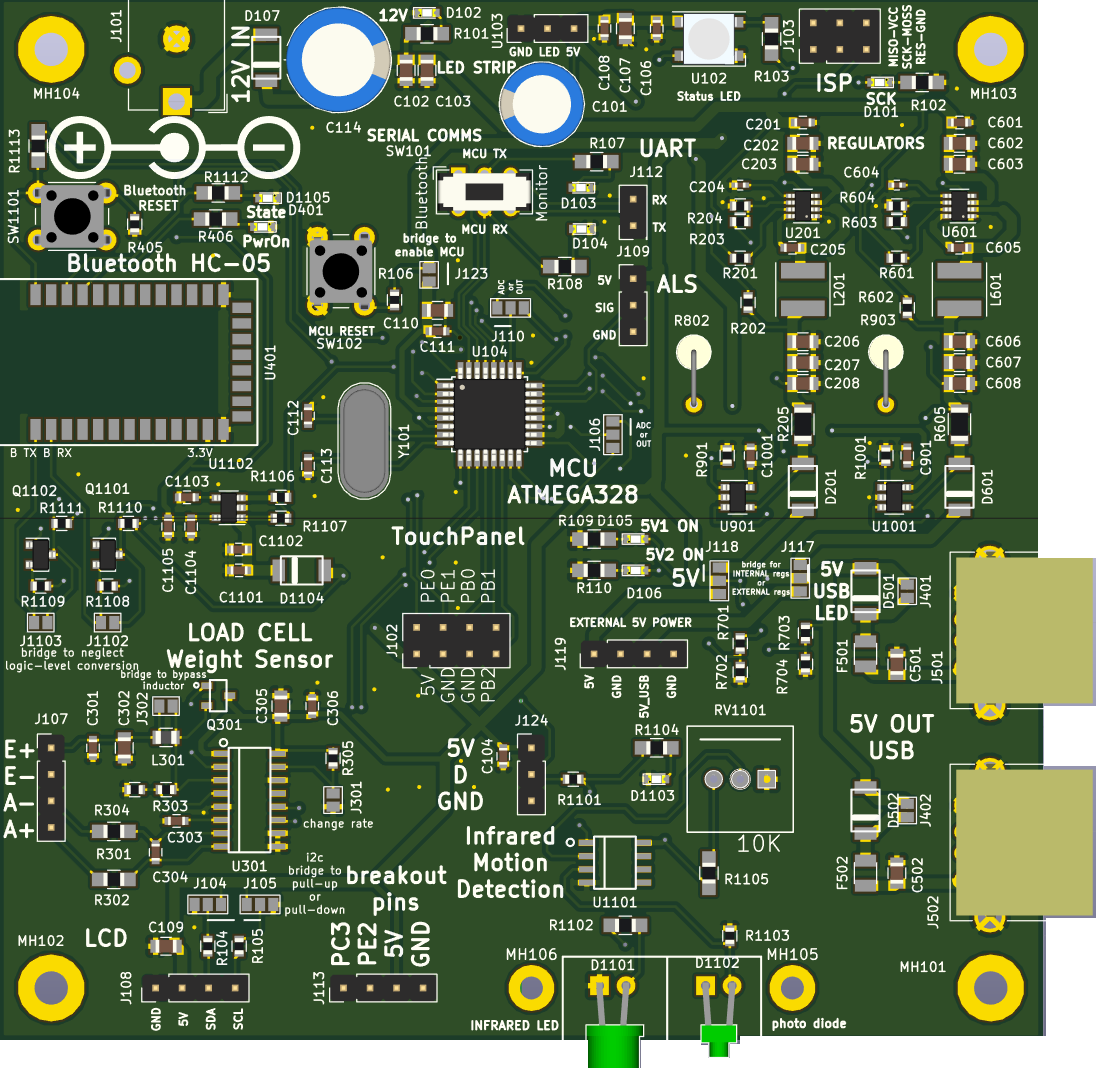 J101
D107
12V
D102
R101
U103
GND LED 5V
C108
C107
C106
U102
Status LED
R103
J103
MISO-VCC
SCK-MOSS
RES-GND
MH104
12V IN
C114
C102
C103
LED STRIP
C101
ISP
SCK
D101
R102
MH103
R1113
SERIAL COMMS
SW101
MCU TX
Bluetooth
Monitor
MCU RX
R107
UART
J112
RX
TX
D103
D104
J109
C201
C202
C203
REGULATORS
C601
C602
C603
SW1101
Bluetooth
RESET
R1112
D1105
State
D401
PwrOn
R405
R406
C204
R204
R203
U201
C205
R201
R202
L201
C604
R604
R603
U601
C605
R601
R602
L601
Bluetooth HC-05
bridge to
enable MCU
R106
J123
R108
5V
SIG
GND
ALS
MCU RESET
SW102
C110
C111
ADC
or
OUT
J110
U104
R802
R903
C206
C207
C208
C606
C607
C608
U401
C112
C113
Y101
J106
ADC
or
OUT
R205
R605
B TX B RX
3.3V
MCU
ATMEGA328
R901
C1001
D201
U901
R1001
C901
D601
U1001
Q1102
R1111
Q1101
R1110
U1102
C1103
R1106
R1107
C1105
C1104
C1102
C1101
D1104
TouchPanel
R109
D105
5V1 ON
5V2 ON
R110
D106
J118
J117
5V
bridge for
INTERNAL regs
or
EXTERNAL regs
5V
USB
LED
D501
J401
R1109
R1108
J1103
J1102
bridge to neglect
logic-level conversion
PE0
PE1
PB0
PB1
J102
5V
GND
GND
PB2
LOAD CELL
Weight Sensor
EXTERNAL 5V POWER
J119
5V
GND
5V_USB
GND
R701
R702
R703
R704
F501
C501
J501
bridge to bypass
inductor
J107
C301
C302
J302
Q301
C305
C306
L301
E+
E-
A-
A+
R304
R303
R301
C303
C304
R302
U301
R305
J301
change rate
J124
C104
5V
D
GND
R1104
D1103
R1101
RV1101
10K
5V OUT
USB
D502
J402
F502
C502
J502
i2c
bridge to
pull-up
or
pull-down
J104
J105
Infrared
Motion
Detection
U1101
R1105
breakout
pins
PC3
PE2
5V
GND
J113
MH102
LCD
C109
R104
R105
J108
GND
5V
SDA
SCL
MH106
R1102
R1103
D1101
D1102
MH105
MH101
INFRARED LED
photo diode